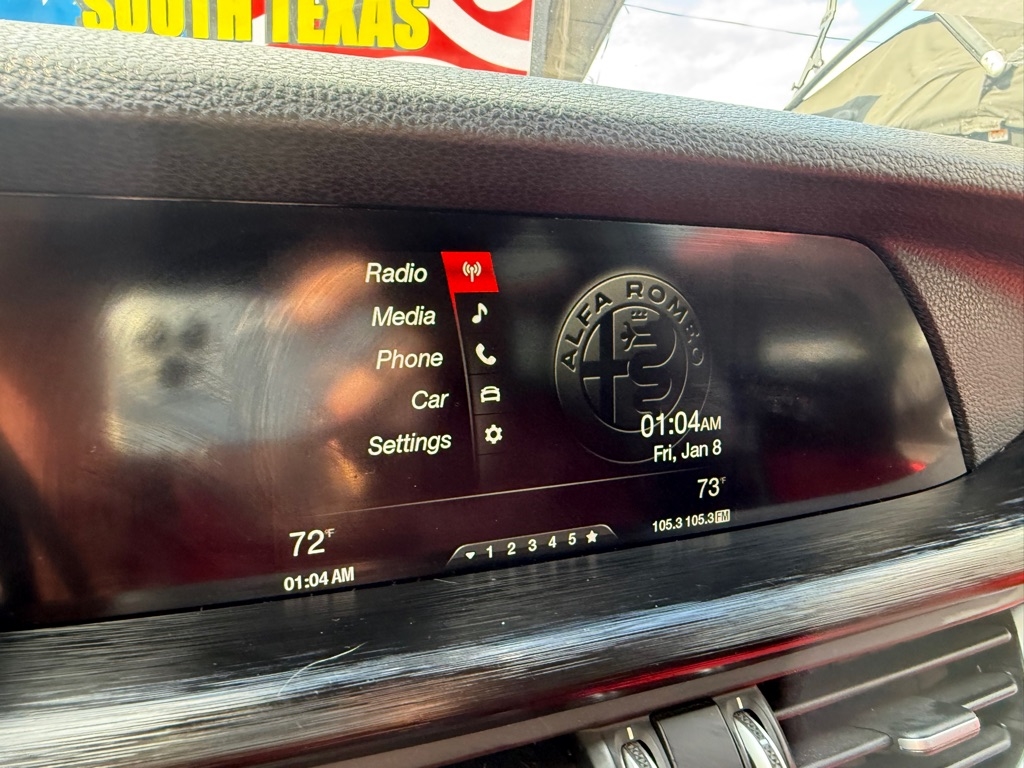 SOUTH TEXAS
Radio
Media
Phone
Car
Settings
ALFA ROMEO
01:04AM
Fri, Jan 8
73°F
105.3 105.3 FM
72°F
01:04 AM
1 2 3 4 5